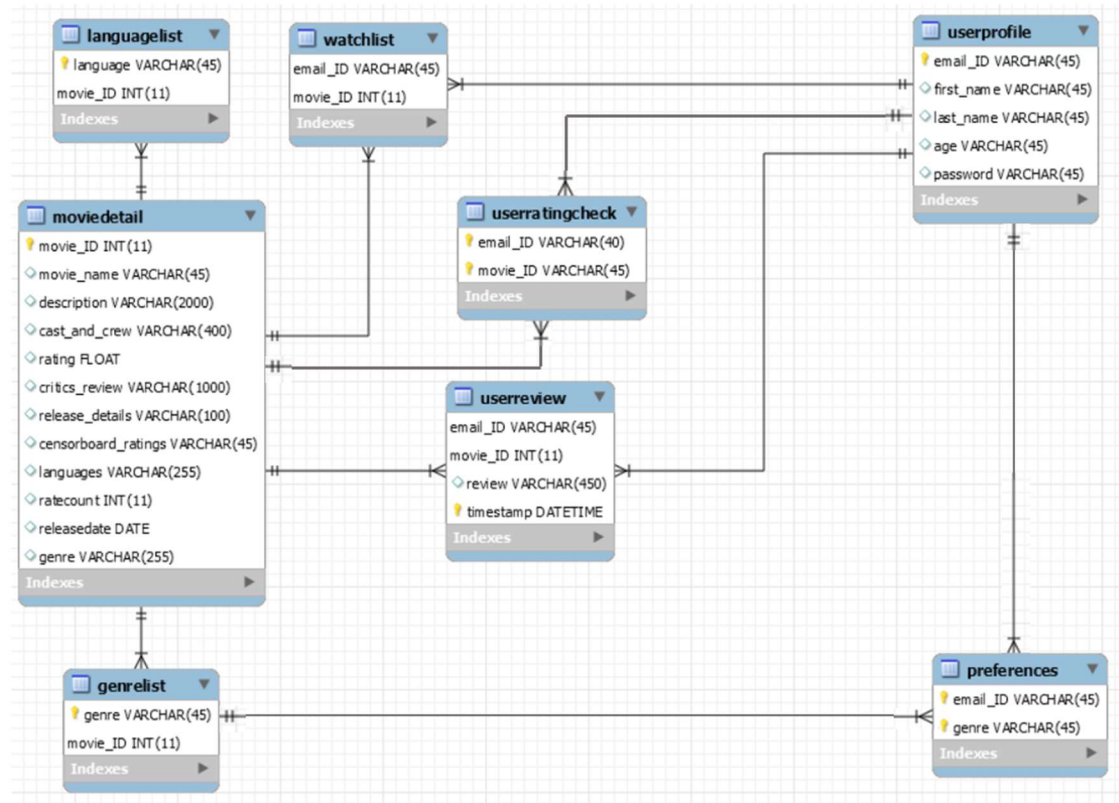 languagelist
language VARCHAR(45)
movie_ID INT(11)
Indexes
watchlist
email_ID VARCHAR(45)
movie_ID INT(11)
Indexes
userprofile
email_ID VARCHAR(45)
first_name VARCHAR(45)
last_name VARCHAR(45)
age VARCHAR(45)
password VARCHAR(45)
Indexes
moviedetail
movie_ID INT(11)
movie_name VARCHAR(45)
description VARCHAR(2000)
cast_and_crew VARCHAR(400)
rating FLOAT
critics_review VARCHAR(1000)
release_details VARCHAR(100)
censorboard_ratings VARCHAR(45)
languages VARCHAR(255)
ratecount INT(11)
releasedate DATE
genre VARCHAR(255)
Indexes
userratingcheck
email_ID VARCHAR(40)
movie_ID VARCHAR(45)
Indexes
userreview
email_ID VARCHAR(45)
movie_ID INT(11)
review VARCHAR(450)
timestamp DATETIME
Indexes
genrelist
genre VARCHAR(45)
movie_ID INT(11)
Indexes
preferences
email_ID VARCHAR(45)
genre VARCHAR(45)
Indexes